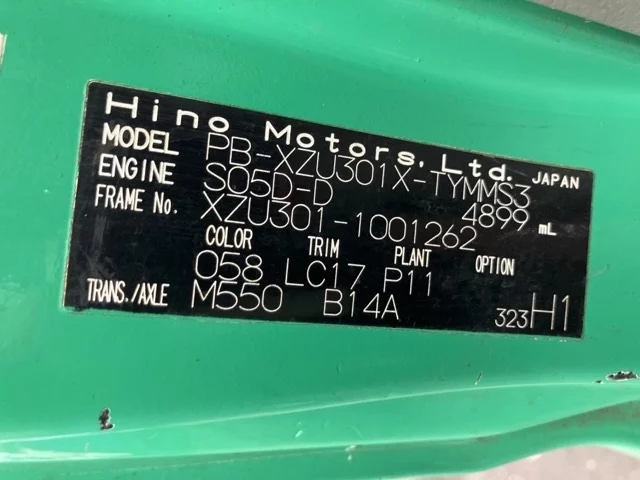 Hino Motors, Ltd. JAPAN
MODEL PB-XZU301X-TYMMS3
ENGINE S05D-D 4899 mL
FRAME No. XZU301-1001262
COLOR TRIM PLANT OPTION
058 LC17 P11
TRANS./AXLE M550 B14A 323H1